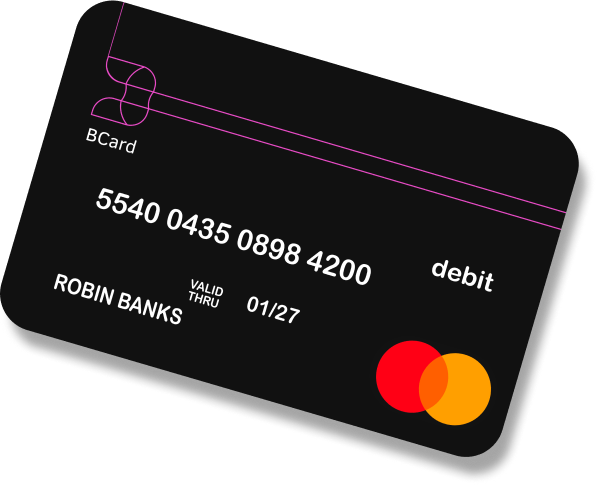 BCard
5540 0435 0898 4200
debit
ROBIN BANKS
VALID
THRU
01/27